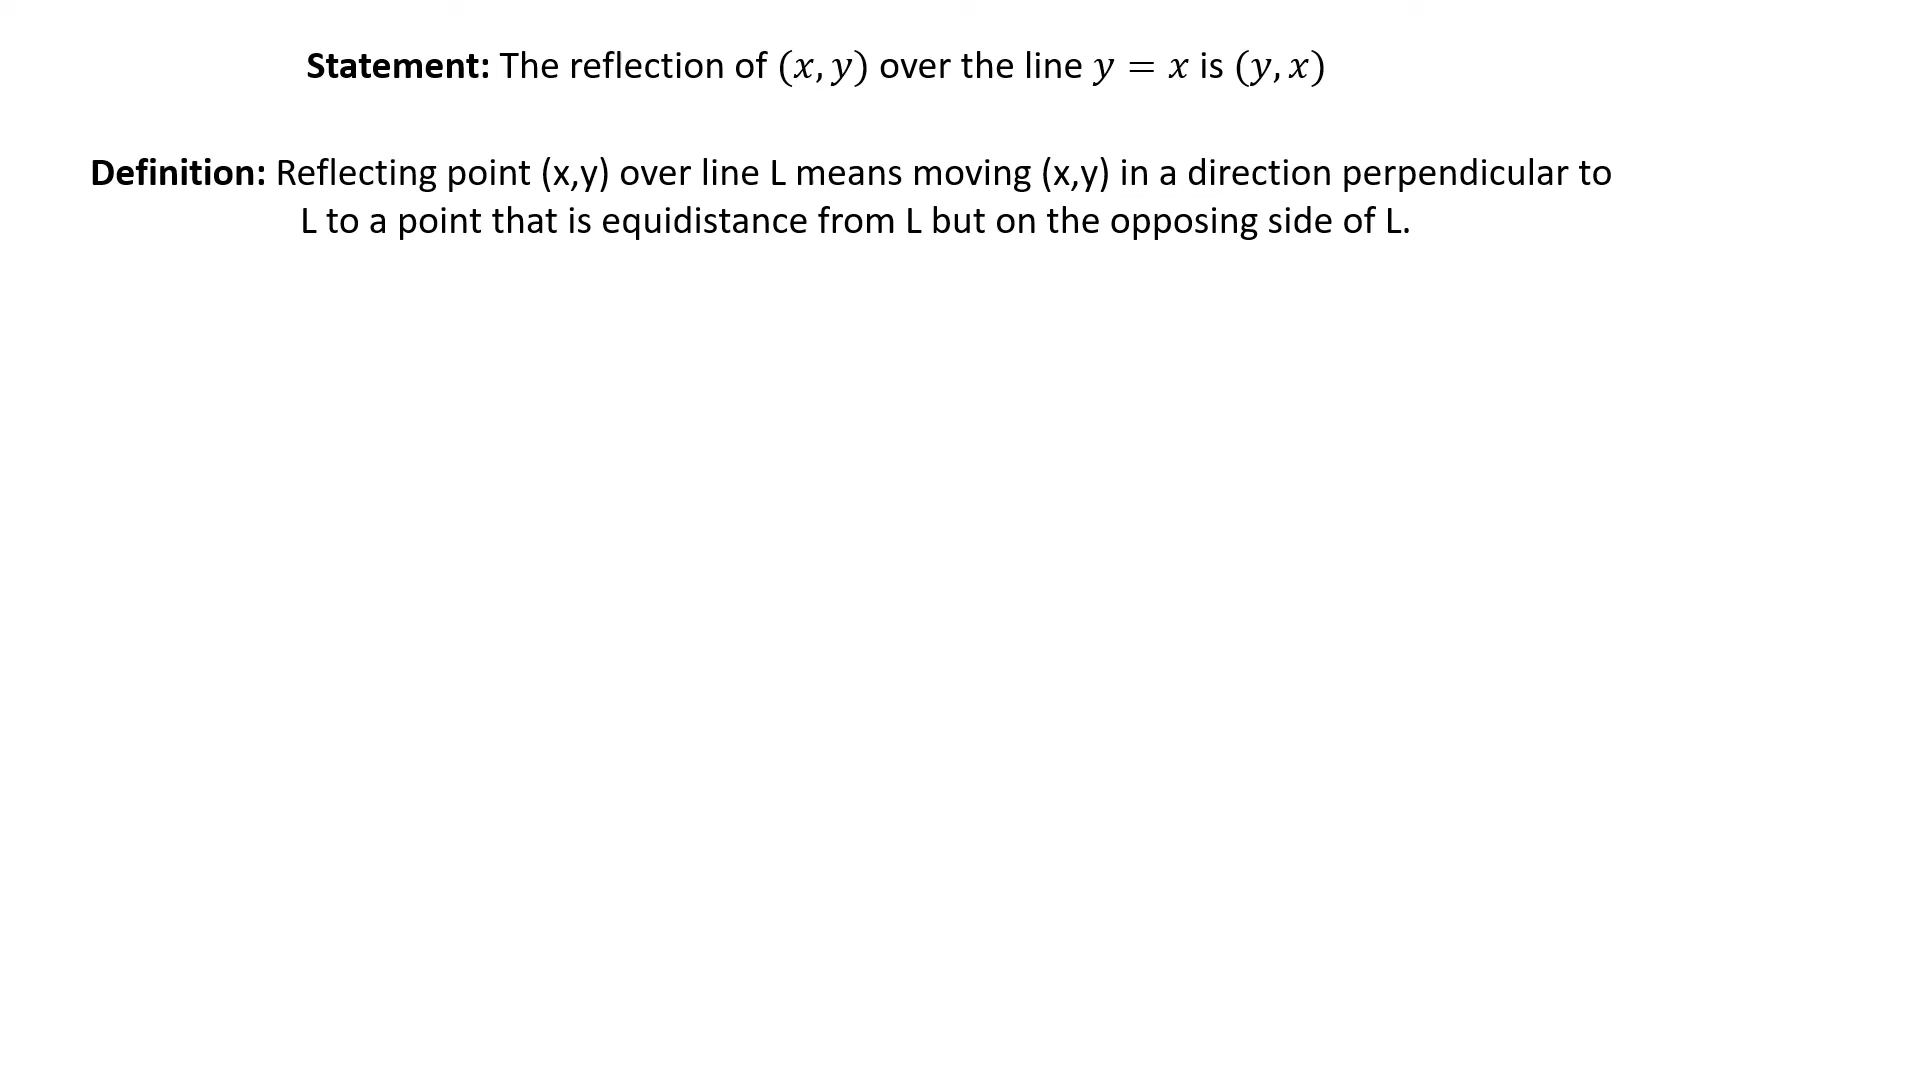 Statement: The reflection of (x, y) over the line y = x is (y, x)
Definition: Reflecting point (x,y) over line L means moving (x,y) in a direction perpendicular to
L to a point that is equidistance from L but on the opposing side of L.